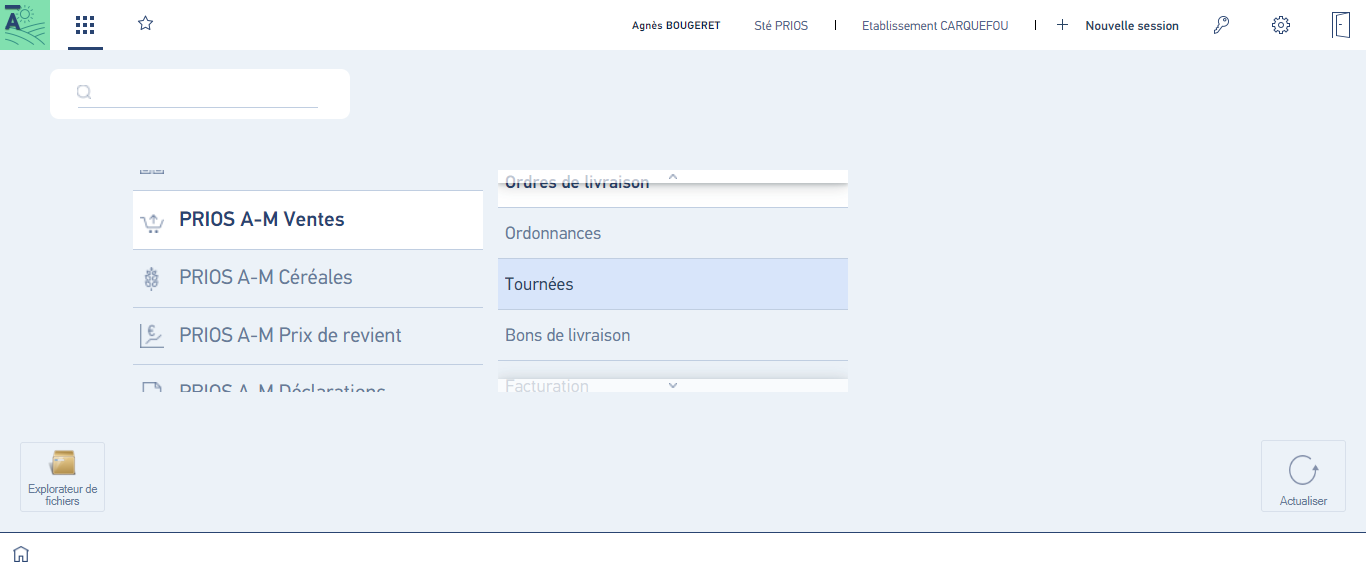 A
Agnès BOUGERET
Sté PRIOS
Etablissement CARQUEFOU
Nouvelle session
PRIOS A-M Ventes
PRIOS A-M Céréales
PRIOS A-M Prix de revient
PRIOS A-M Déclarations
Ordres de livraison
Ordonnances
Tournées
Bons de livraison
Facturation
Explorateur de
fichiers
Actualiser